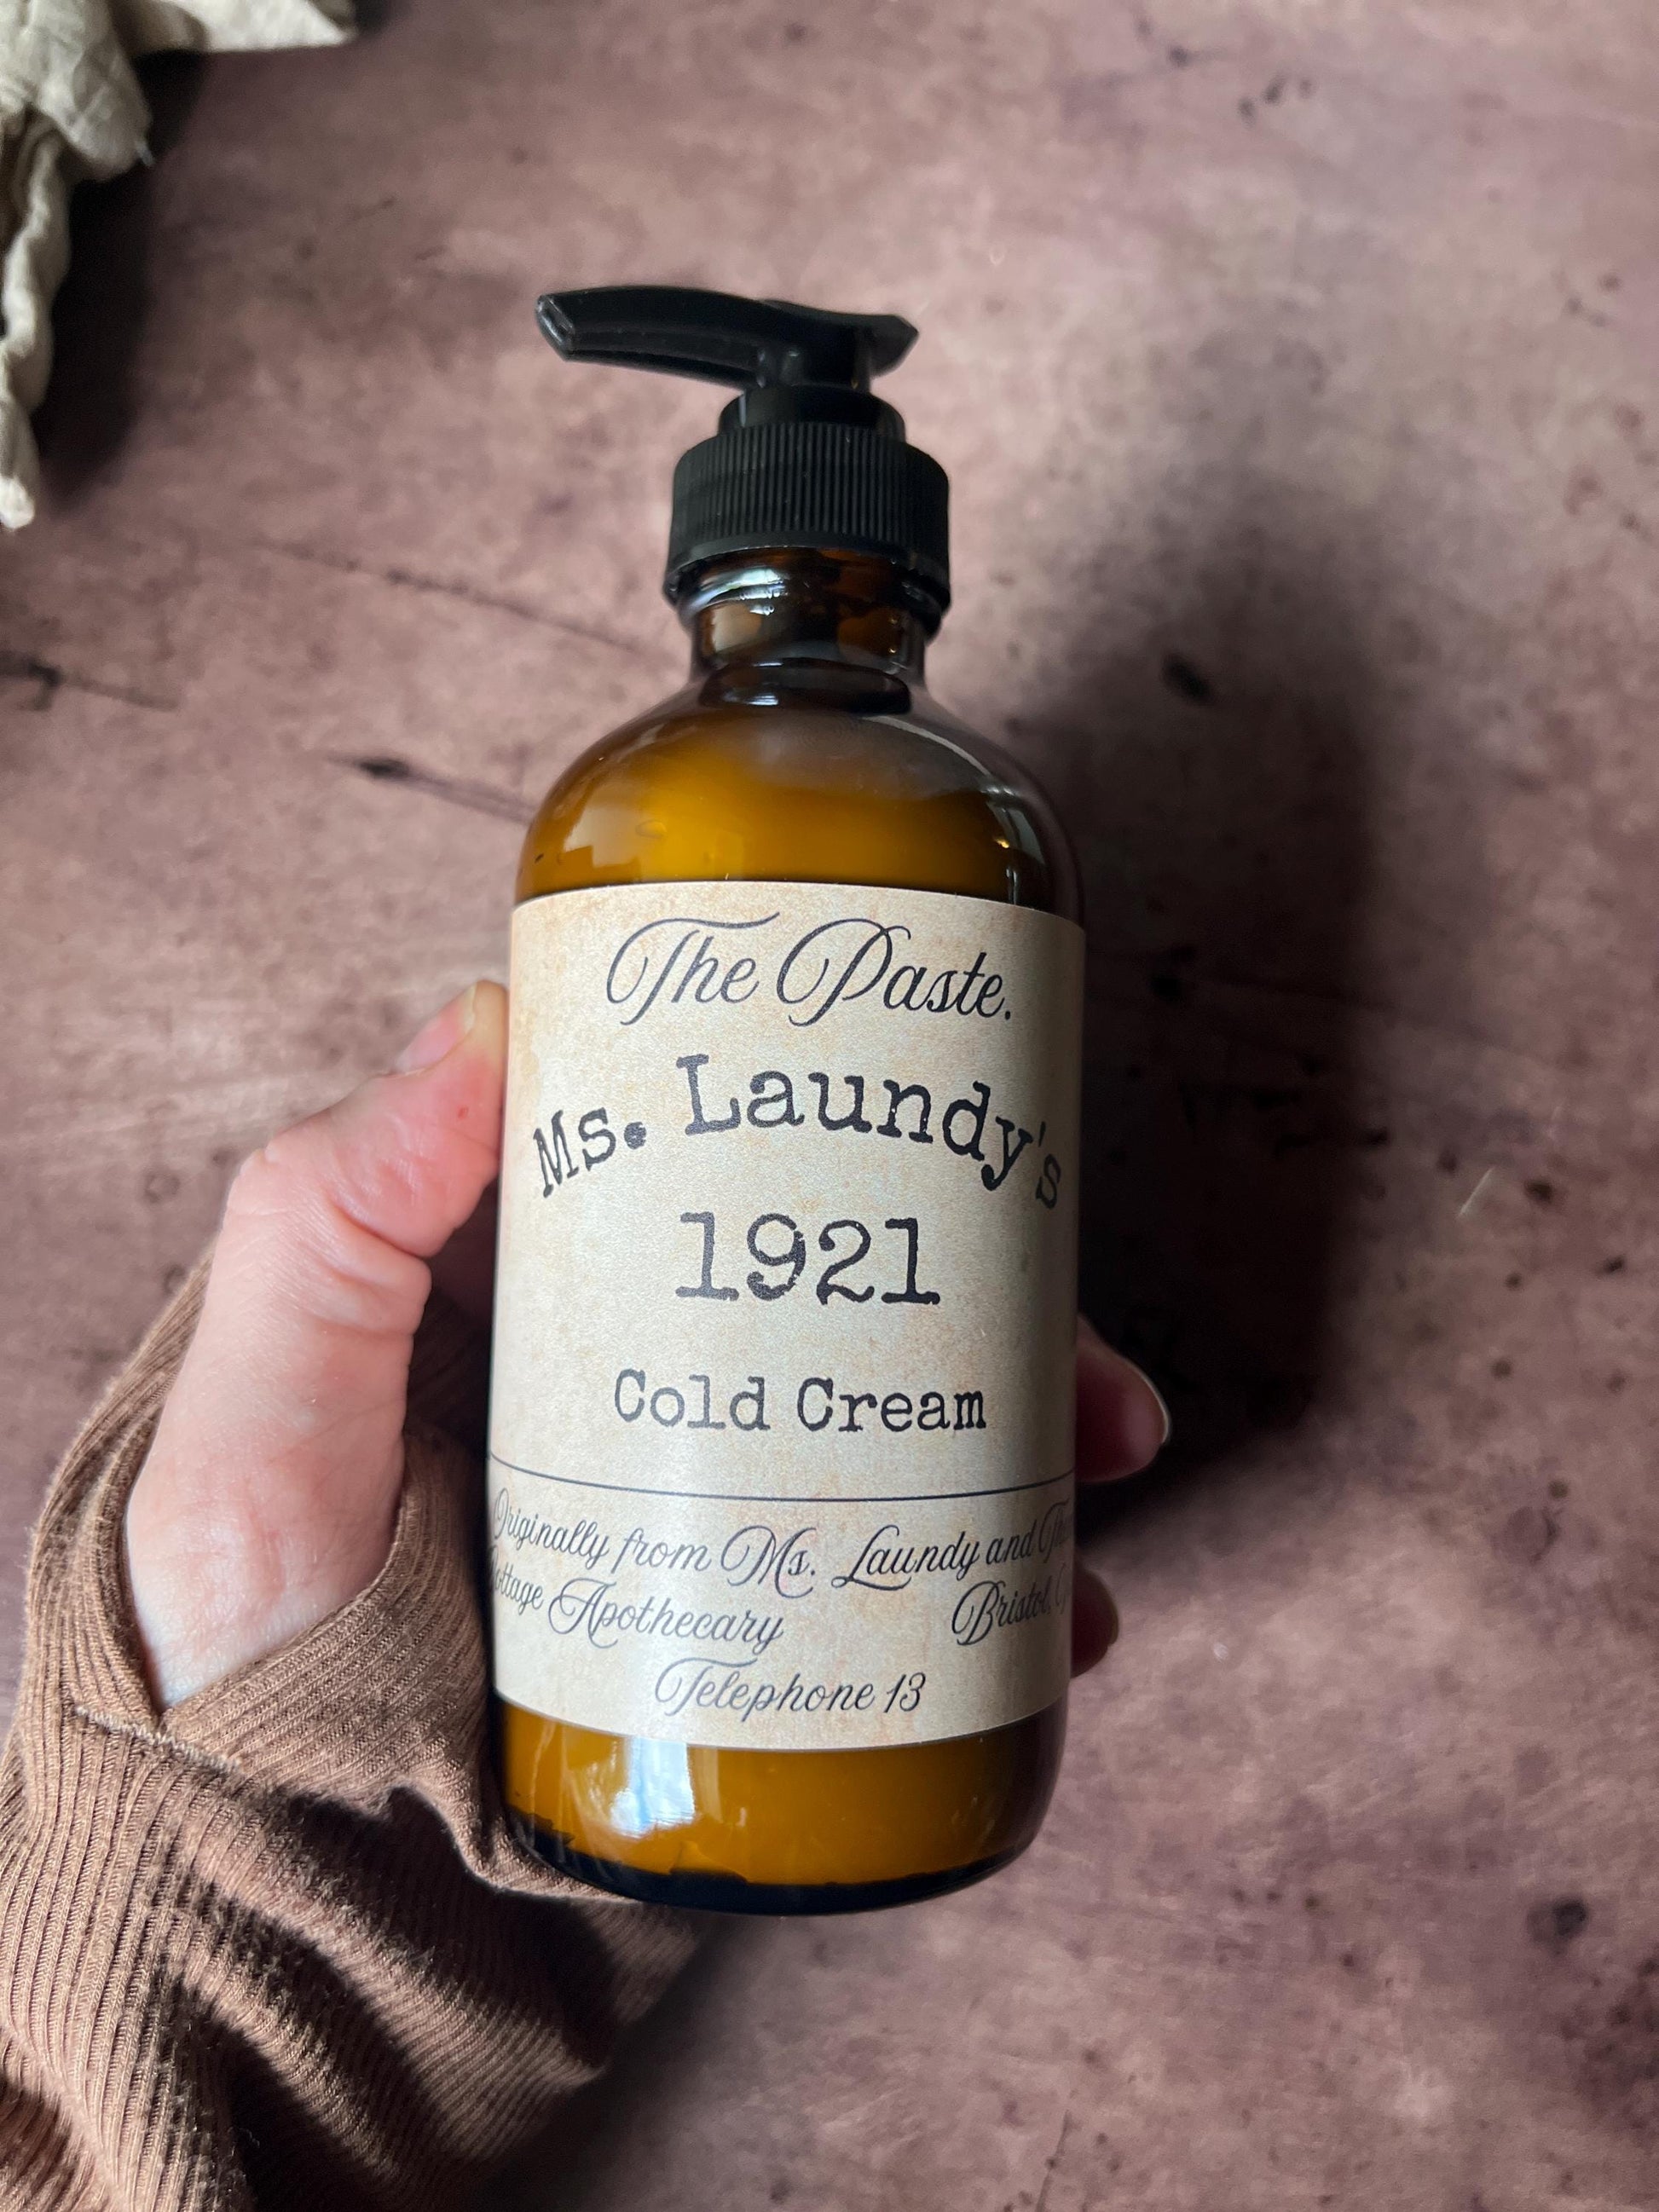 The Paste.
Ms. Laundy's
1921
Cold Cream
Originally from Ms. Laundy and
Cottage Apothecary Bristol,
Telephone 13